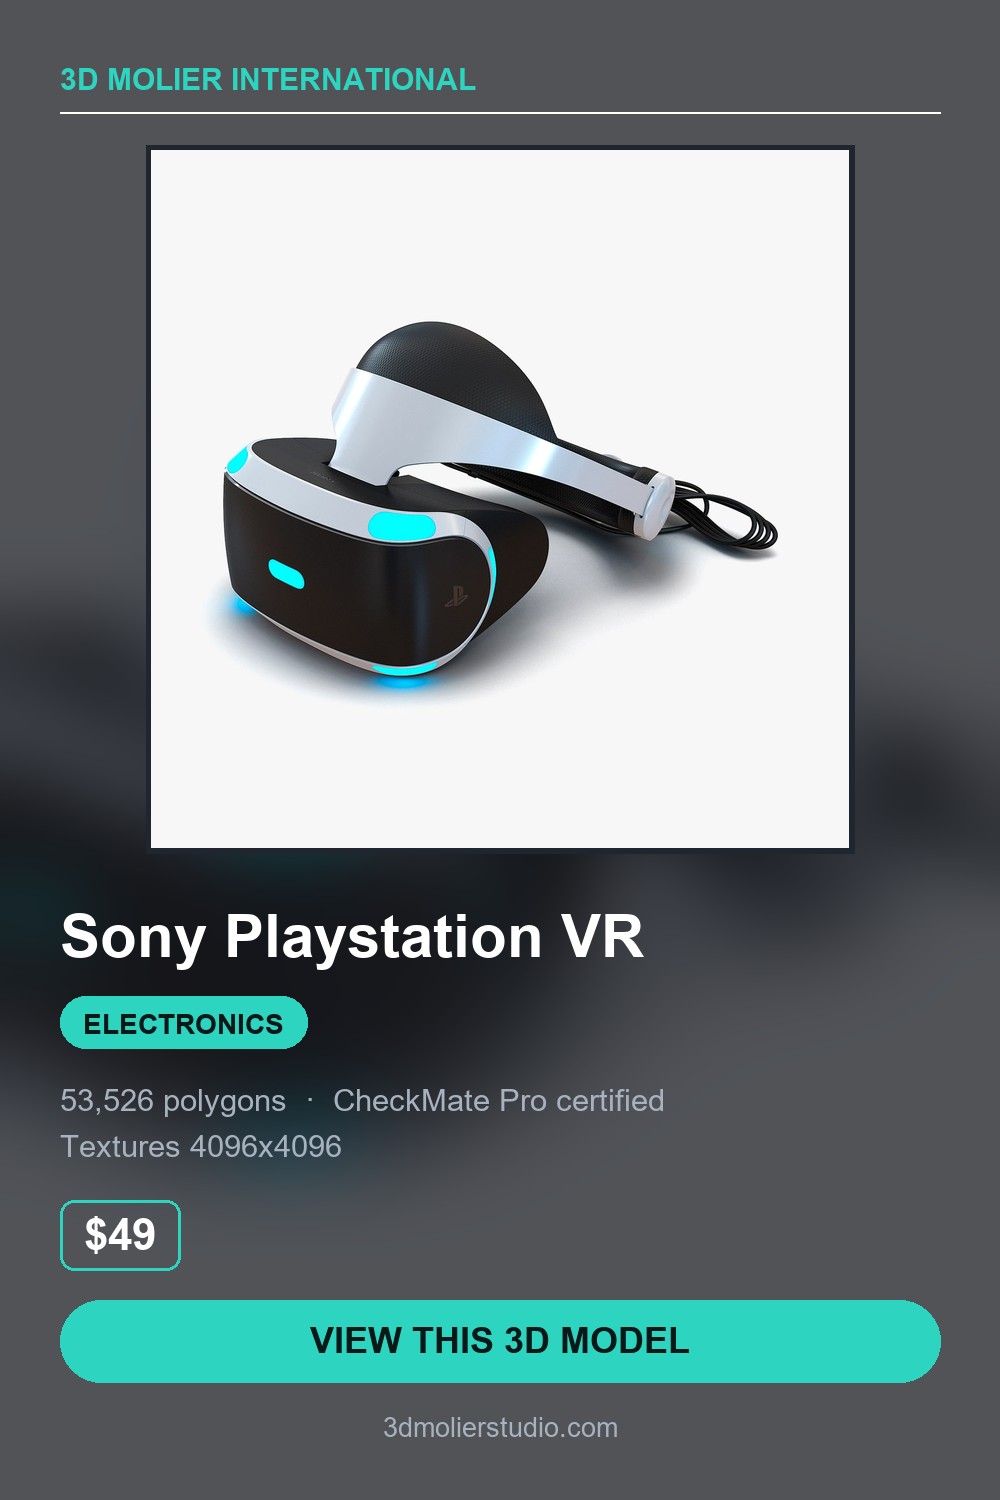 3D MOLIER INTERNATIONAL
Sony Playstation VR
ELECTRONICS
53,526 polygons · CheckMate Pro certified
Textures 4096x4096
$49
VIEW THIS 3D MODEL
3dmolierstudio.com